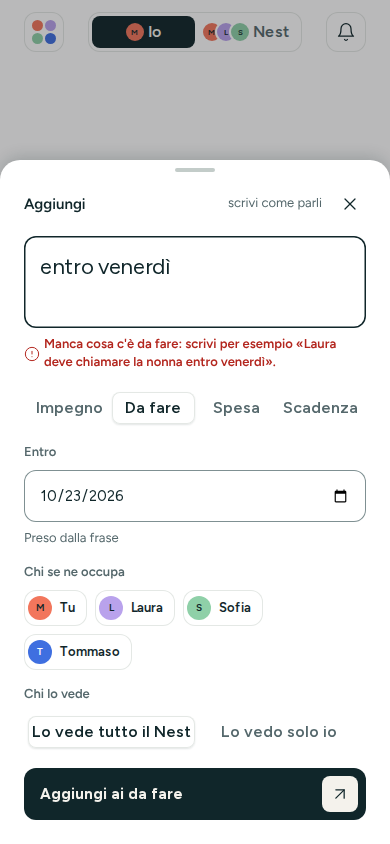 M Io
M L S Nest
Aggiungi
scrivi come parli
entro venerdì
Manca cosa c'è da fare: scrivi per esempio «Laura
deve chiamare la nonna entro venerdì».
Impegno Da fare Spesa Scadenza
Entro
10/23/2026
Preso dalla frase
Chi se ne occupa
M Tu L Laura S Sofia
T Tommaso
Chi lo vede
Lo vede tutto il Nest Lo vedo solo io
Aggiungi ai da fare